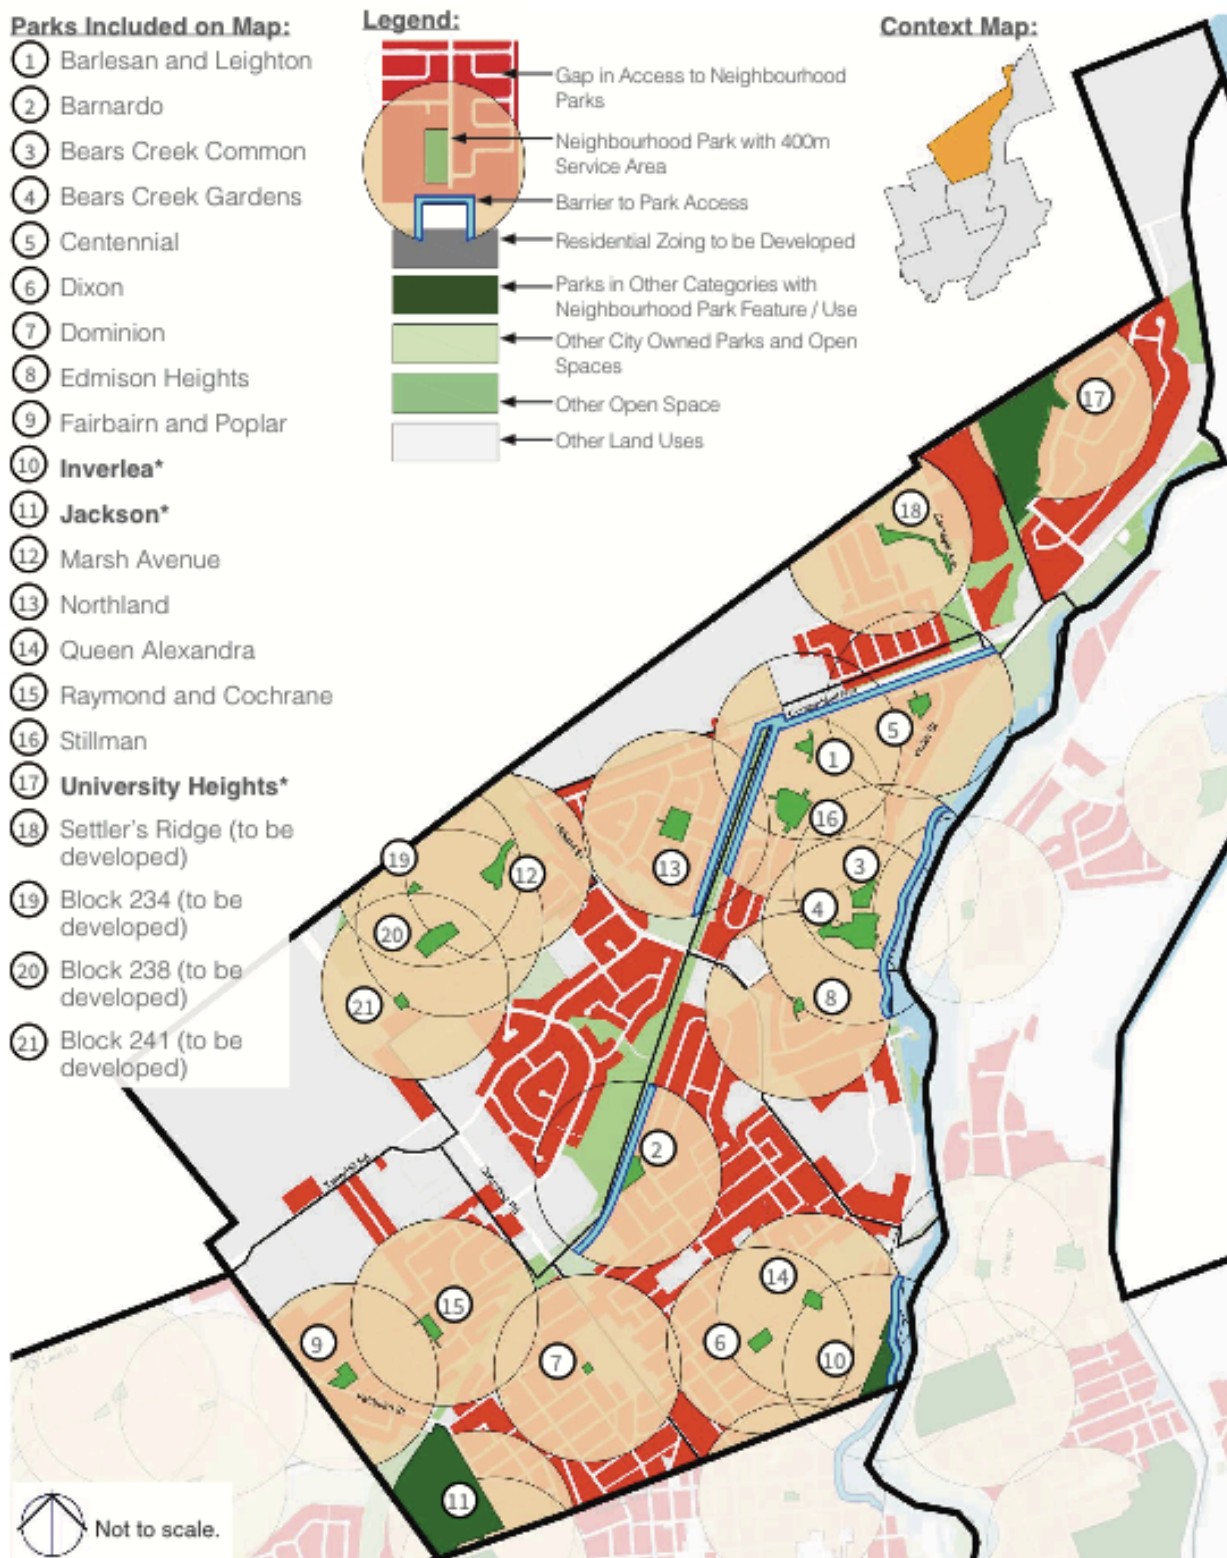 Parks Included on Map:
1 Barlesan and Leighton
2 Barnardo
3 Bears Creek Common
4 Bears Creek Gardens
5 Centennial
6 Dixon
7 Dominion
8 Edmison Heights
9 Fairbairn and Poplar
10 Inverlea*
11 Jackson*
12 Marsh Avenue
13 Northland
14 Queen Alexandra
15 Raymond and Cochrane
16 Stillman
17 University Heights*
18 Settler's Ridge (to be
developed)
19 Block 234 (to be
developed)
20 Block 238 (to be
developed)
21 Block 241 (to be
developed)
Legend:
Gap in Access to Neighbourhood
Parks
Neighbourhood Park with 400m
Service Area
Barrier to Park Access
Residential Zoing to be Developed
Parks in Other Categories with
Neighbourhood Park Feature / Use
Other City Owned Parks and Open
Spaces
Other Open Space
Other Land Uses
Context Map:
17
18
5
1
16
13
3
4
8
19
12
20
21
2
14
15
6
9
7
10
11
Not to scale.